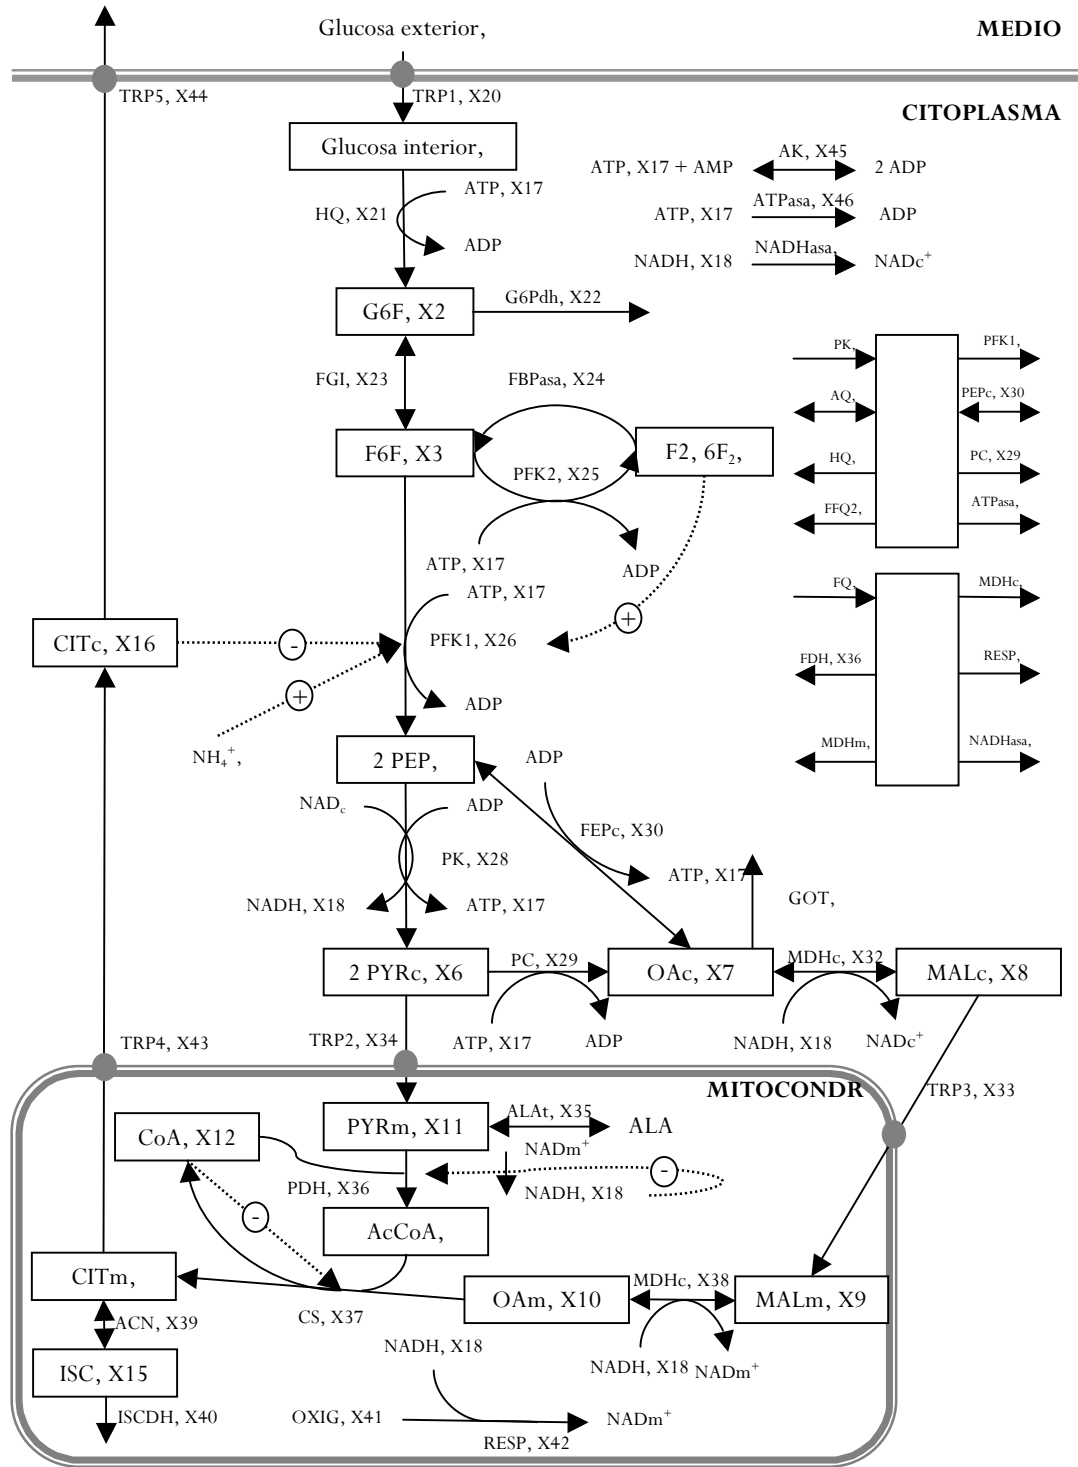 Glucosa exterior,
MEDIO
TRP5, X44
TRP1, X20
CITOPLASMA
Glucosa interior,
ATP, X17 + AMP
AK, X45
2 ADP
ATP, X17
HQ, X21
ADP
ATP, X17
ATPasa, X46
ADP
NADH, X18
NADHasa,
NADc⁺
G6F, X2
G6Pdh, X22
FGI, X23
FBPasa, X24
F6F, X3
F2, 6F₂,
PFK2, X25
ATP, X17
ADP
PK,
PFK1,
AQ,
PEPc, X30
HQ,
PC, X29
FFQ2,
ATPasa,
ATP, X17
+
CITc, X16
-
PFK1, X26
+
ADP
NH₄⁺,
FQ,
MDHc,
FDH, X36
RESP,
MDHm,
NADHasa,
2 PEP,
ADP
NADc
ADP
FEPc, X30
PK, X28
ATP, X17
NADH, X18
ATP, X17
GOT,
2 PYRc, X6
PC, X29
OAc, X7
MDHc, X32
MALc, X8
TRP4, X43
TRP2, X34
ATP, X17
ADP
NADH, X18
NADc⁺
MITOCONDR
TRP3, X33
PYRm, X11
ALAt, X35
ALA
CoA, X12
NADm⁺
PDH, X36
NADH, X18
-
-
AcCoA,
CITm,
CS, X37
OAm, X10
MDHc, X38
MALm, X9
ACN, X39
NADH, X18
NADH, X18
NADm⁺
ISC, X15
ISCDH, X40
OXIG, X41
NADm⁺
RESP, X42